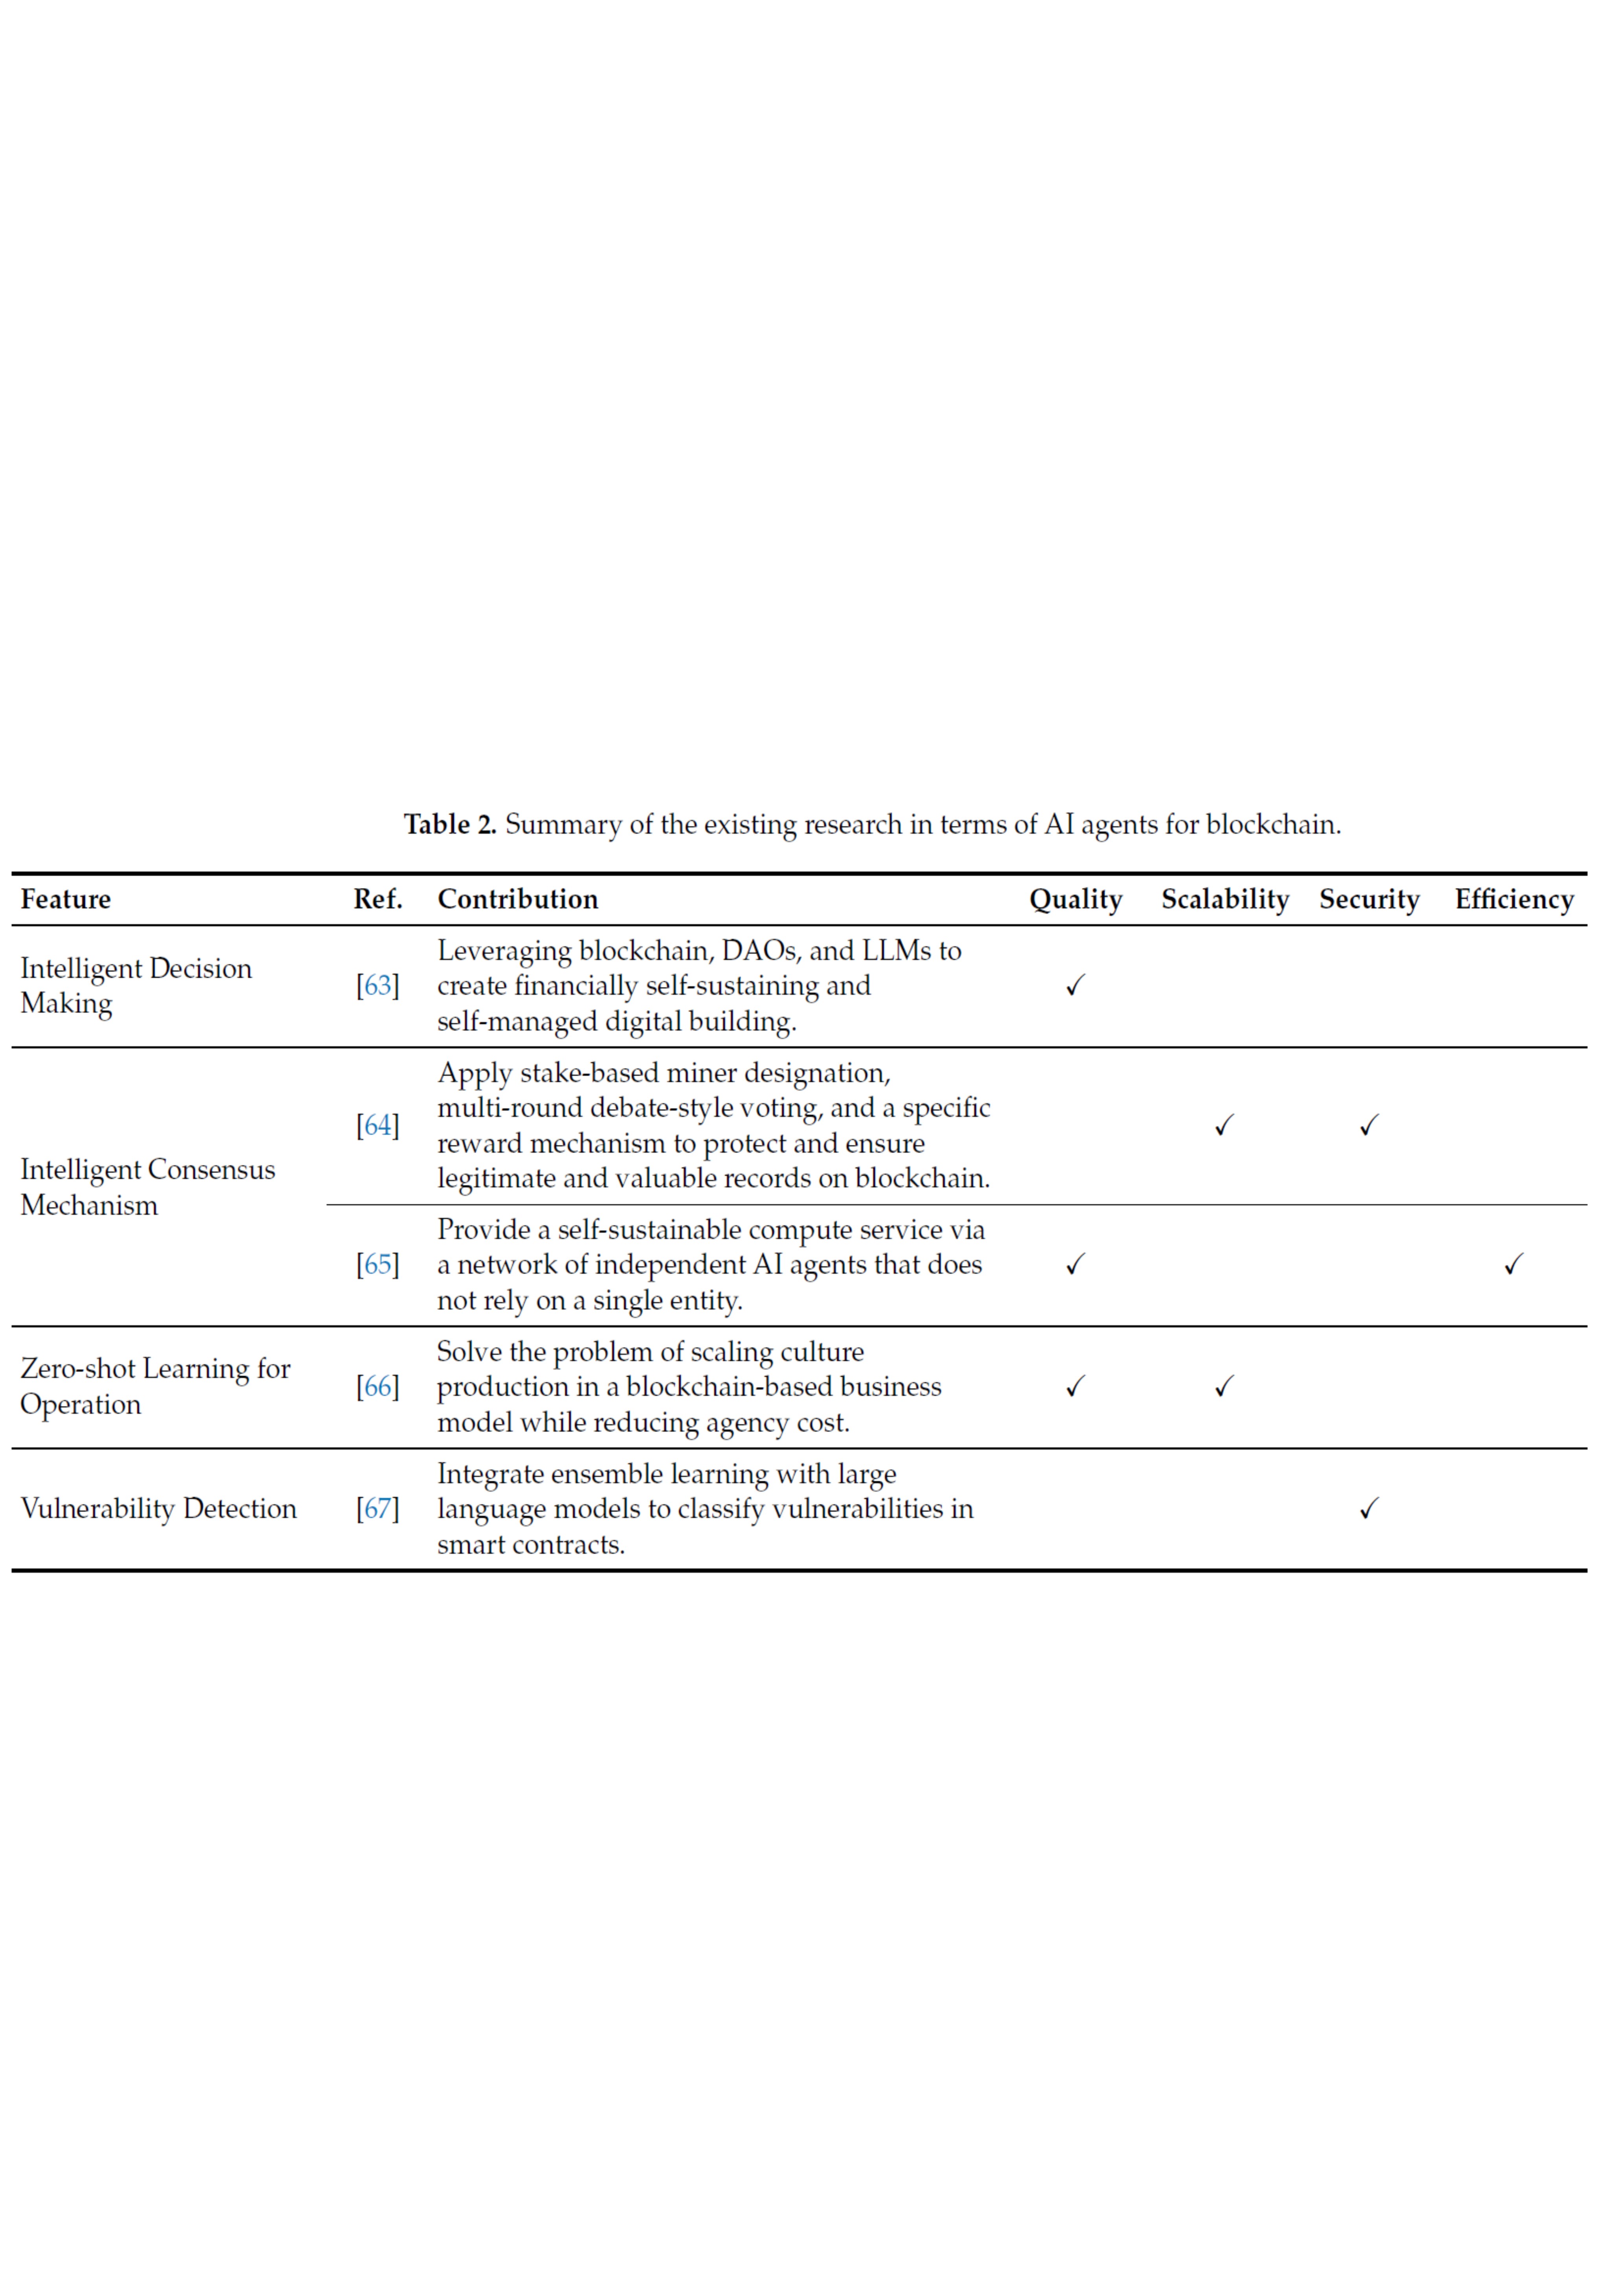 Table 2. Summary of the existing research in terms of AI agents for blockchain.
Feature Ref. Contribution Quality Scalability Security Efficiency
Intelligent Decision
Making
[63]
Leveraging blockchain, DAOs, and LLMs to
create financially self-sustaining and
self-managed digital building.
✓
Intelligent Consensus
Mechanism
[64]
Apply stake-based miner designation,
multi-round debate-style voting, and a specific
reward mechanism to protect and ensure
legitimate and valuable records on blockchain.
✓ ✓
[65]
Provide a self-sustainable compute service via
a network of independent AI agents that does
not rely on a single entity.
✓ ✓
Zero-shot Learning for
Operation
[66]
Solve the problem of scaling culture
production in a blockchain-based business
model while reducing agency cost.
✓ ✓
Vulnerability Detection
[67]
Integrate ensemble learning with large
language models to classify vulnerabilities in
smart contracts.
✓